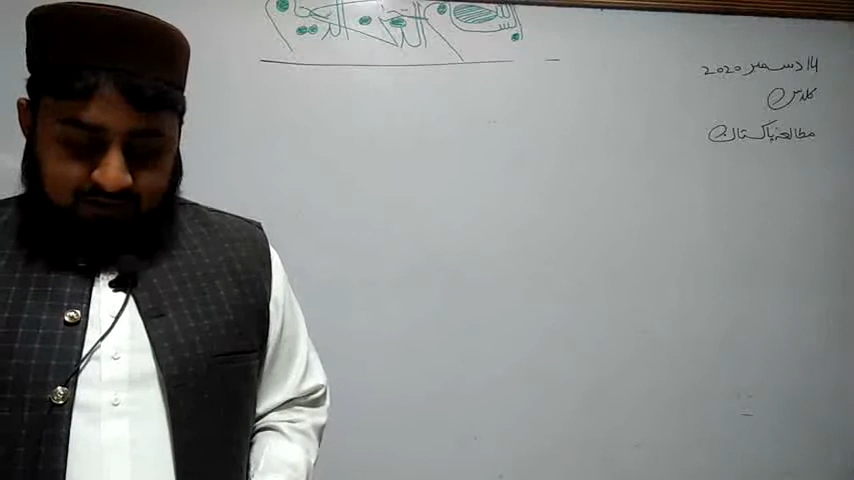 بسم اللہ الرحمن الرحیم
14 دسمبر 2020
کلاس
مطالعہ پاکستان